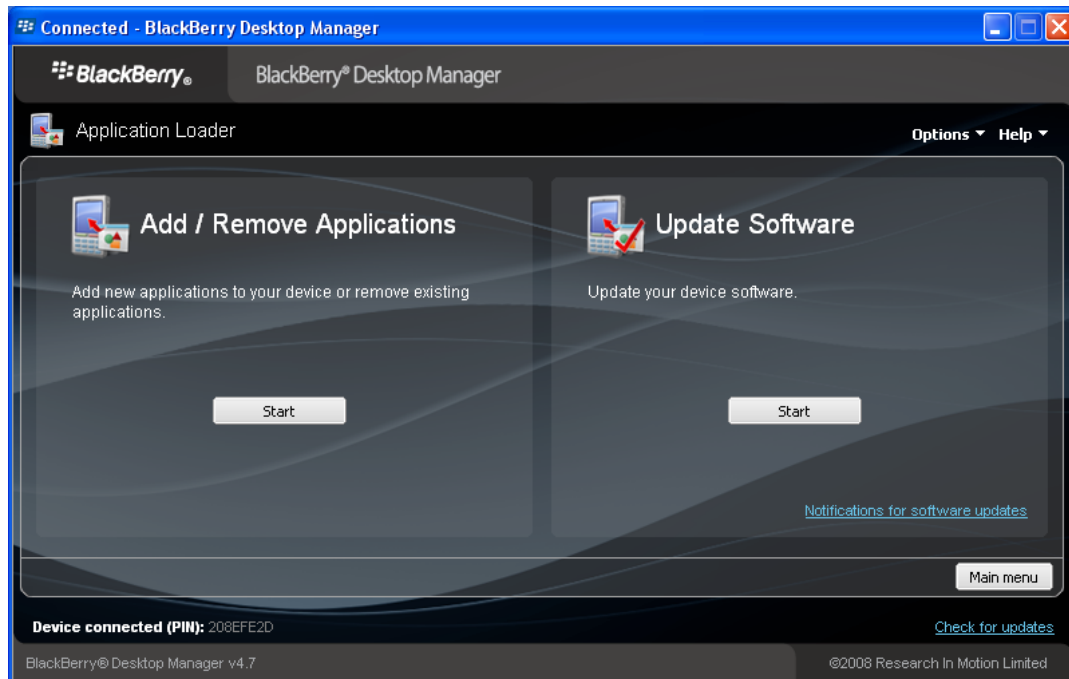 Connected - BlackBerry Desktop Manager
BlackBerry® BlackBerry® Desktop Manager
Application Loader
Options Help
Add / Remove Applications
Add new applications to your device or remove existing
applications.
Start
Update Software
Update your device software.
Start
Notifications for software updates
Main menu
Device connected (PIN): 208EFE2D
Check for updates
BlackBerry® Desktop Manager v4.7
©2008 Research In Motion Limited